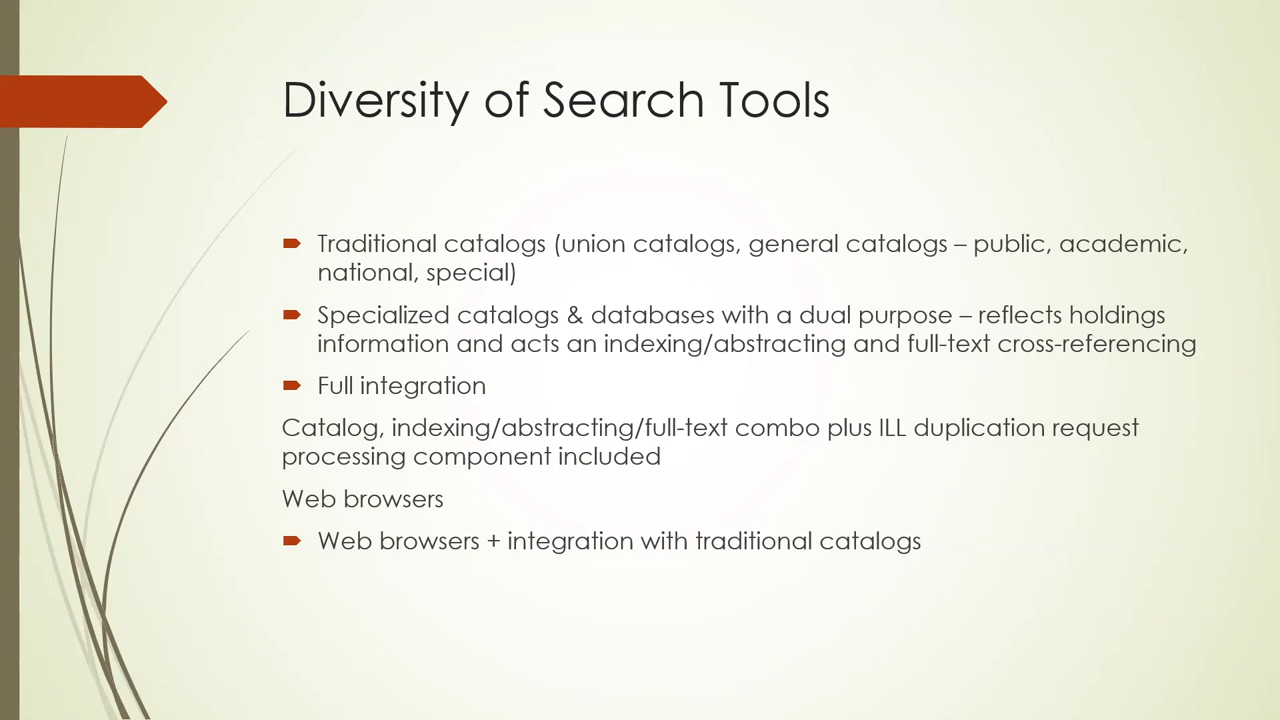 Diversity of Search Tools
Traditional catalogs (union catalogs, general catalogs – public, academic,
national, special)
Specialized catalogs & databases with a dual purpose – reflects holdings
information and acts an indexing/abstracting and full-text cross-referencing
Full integration
Catalog, indexing/abstracting/full-text combo plus ILL duplication request
processing component included
Web browsers
Web browsers + integration with traditional catalogs